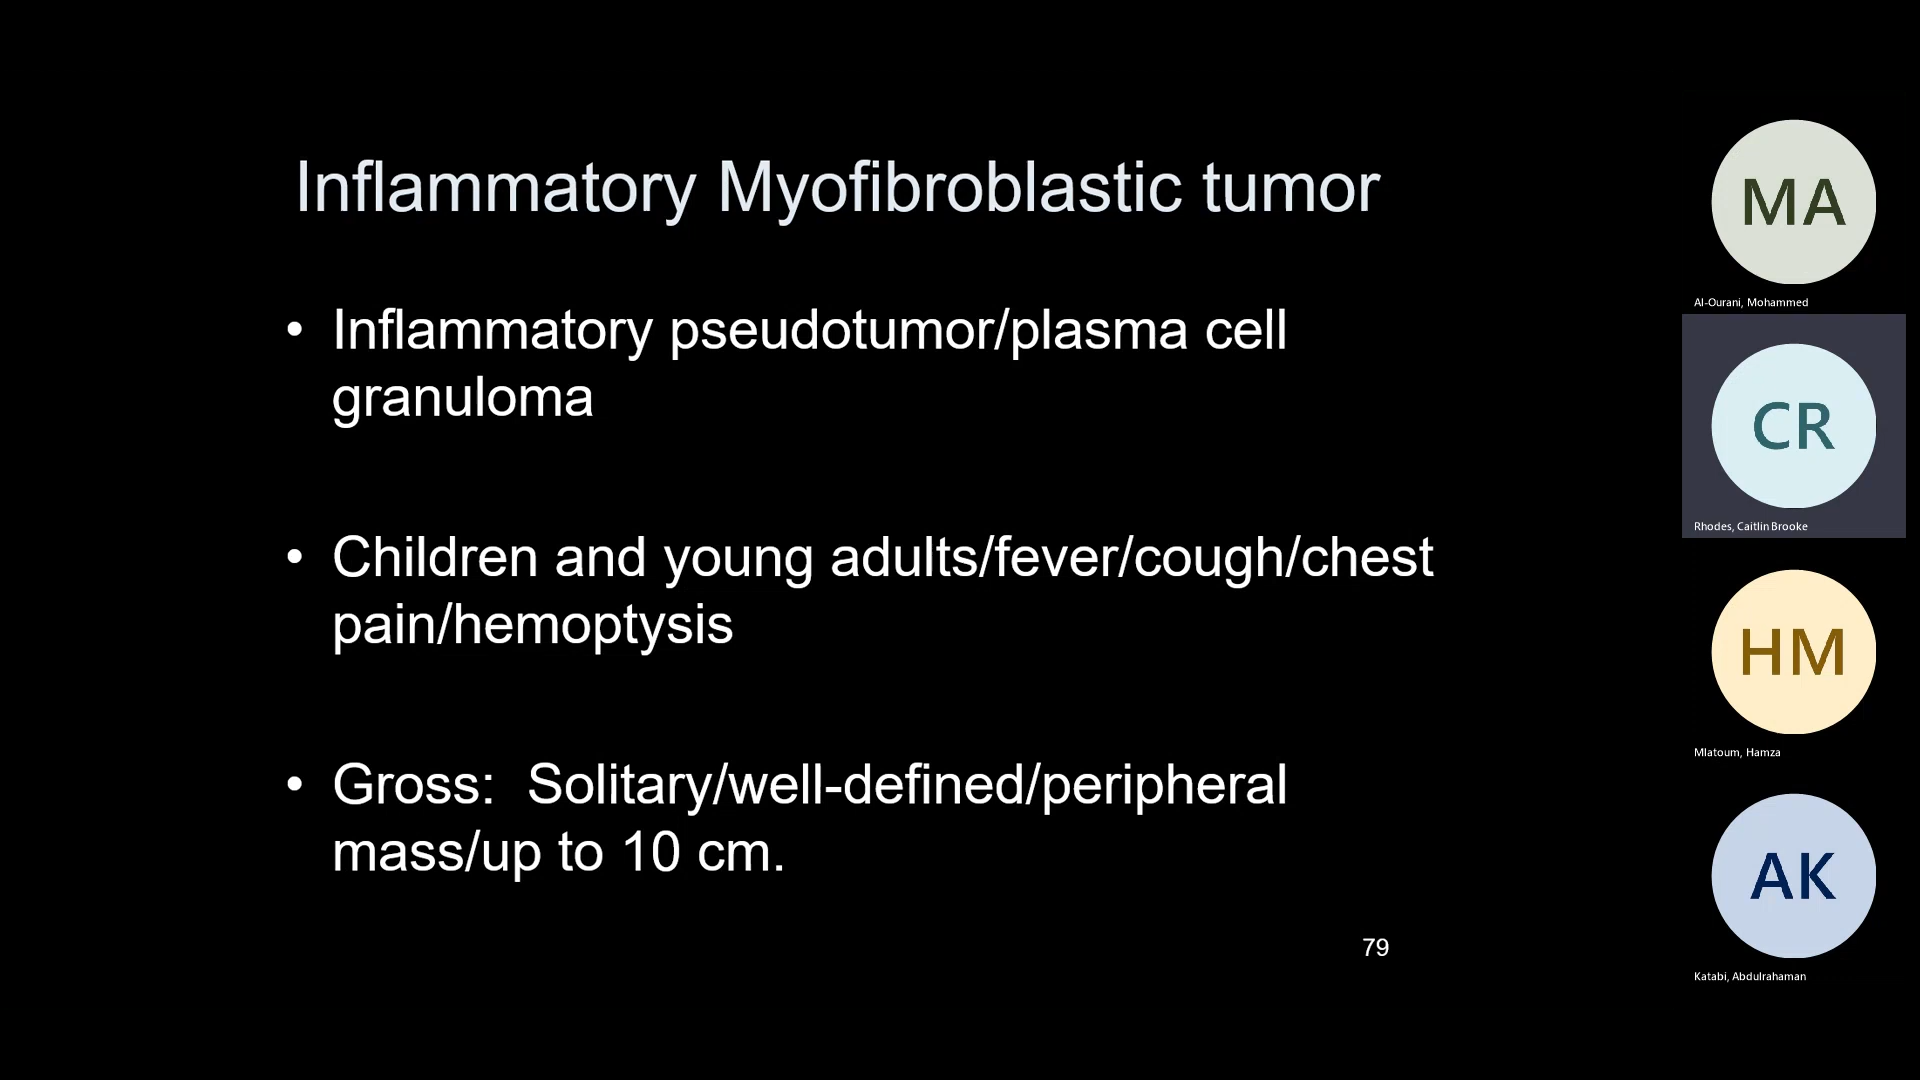 Inflammatory Myofibroblastic tumor
• Inflammatory pseudotumor/plasma cell
granuloma
• Children and young adults/fever/cough/chest
pain/hemoptysis
• Gross:  Solitary/well-defined/peripheral
mass/up to 10 cm.
79
MA
Al-Ourani, Mohammed
CR
Rhodes, Caitlin Brooke
HM
Mlatoum, Hamza
AK
Katabi, Abdulrahaman